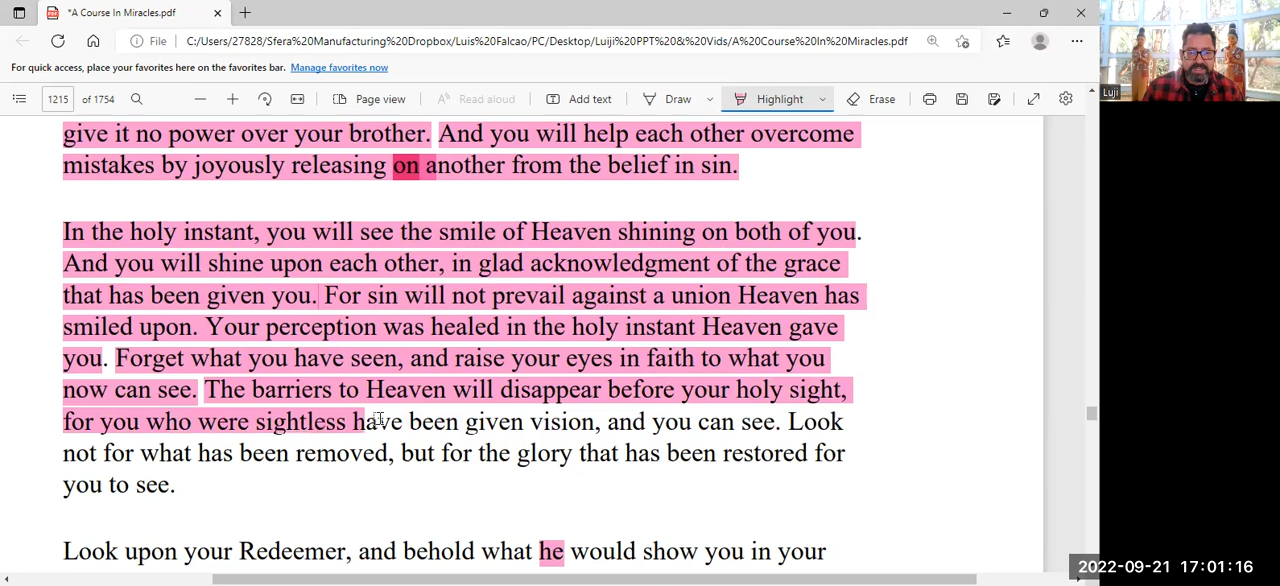 *A Course In Miracles.pdf
File C:/Users/27828/Sfera%20Manufacturing%20Dropbox/Luis%20Falcao/PC/Desktop/Luiji%20PPT%20&%20Vids/A%20Course%20In%20Miracles.pdf
For quick access, place your favorites here on the favorites bar. Manage favorites now
Luji
1215 of 1754 Page view Read aloud Add text Draw Highlight Erase
give it no power over your brother. And you will help each other overcome
mistakes by joyously releasing on another from the belief in sin.
In the holy instant, you will see the smile of Heaven shining on both of you.
And you will shine upon each other, in glad acknowledgment of the grace
that has been given you. For sin will not prevail against a union Heaven has
smiled upon. Your perception was healed in the holy instant Heaven gave
you. Forget what you have seen, and raise your eyes in faith to what you
now can see. The barriers to Heaven will disappear before your holy sight,
for you who were sightless have been given vision, and you can see. Look
not for what has been removed, but for the glory that has been restored for
you to see.
Look upon your Redeemer, and behold what he would show you in your
2022-09-21 17:01:16